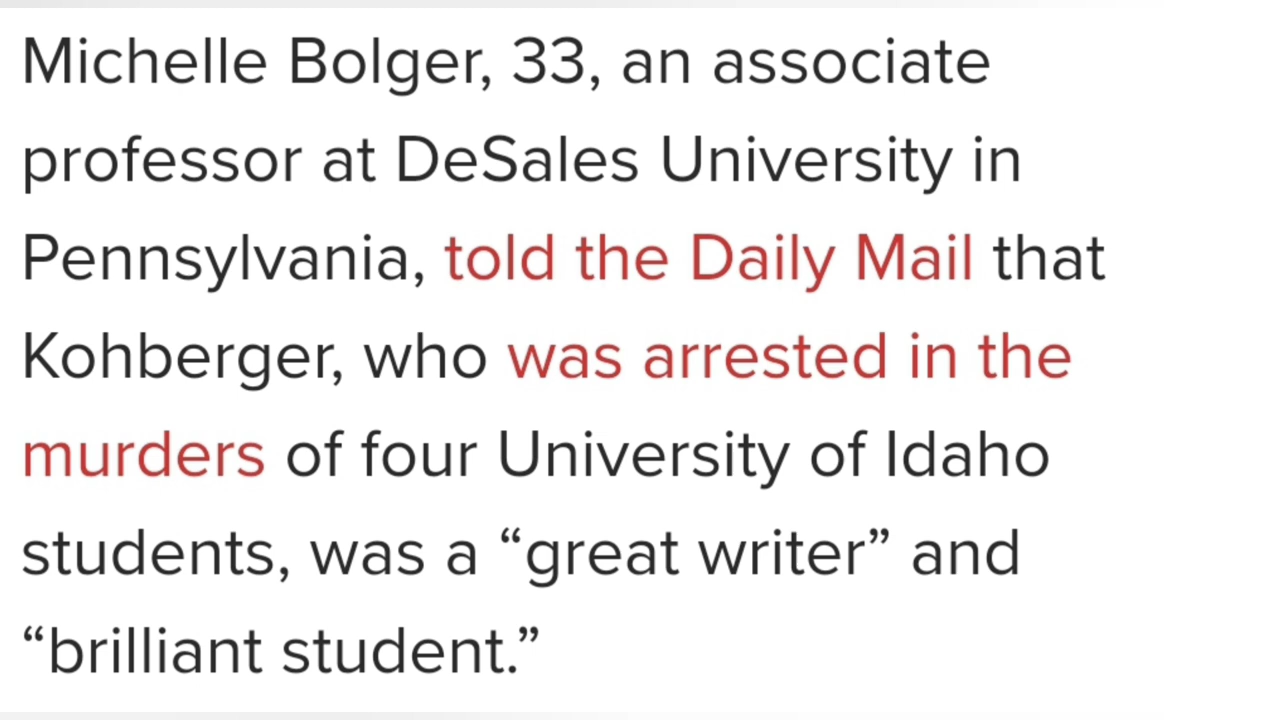 Michelle Bolger, 33, an associate
professor at DeSales University in
Pennsylvania, told the Daily Mail that
Kohberger, who was arrested in the
murders of four University of Idaho
students, was a “great writer” and
“brilliant student.”